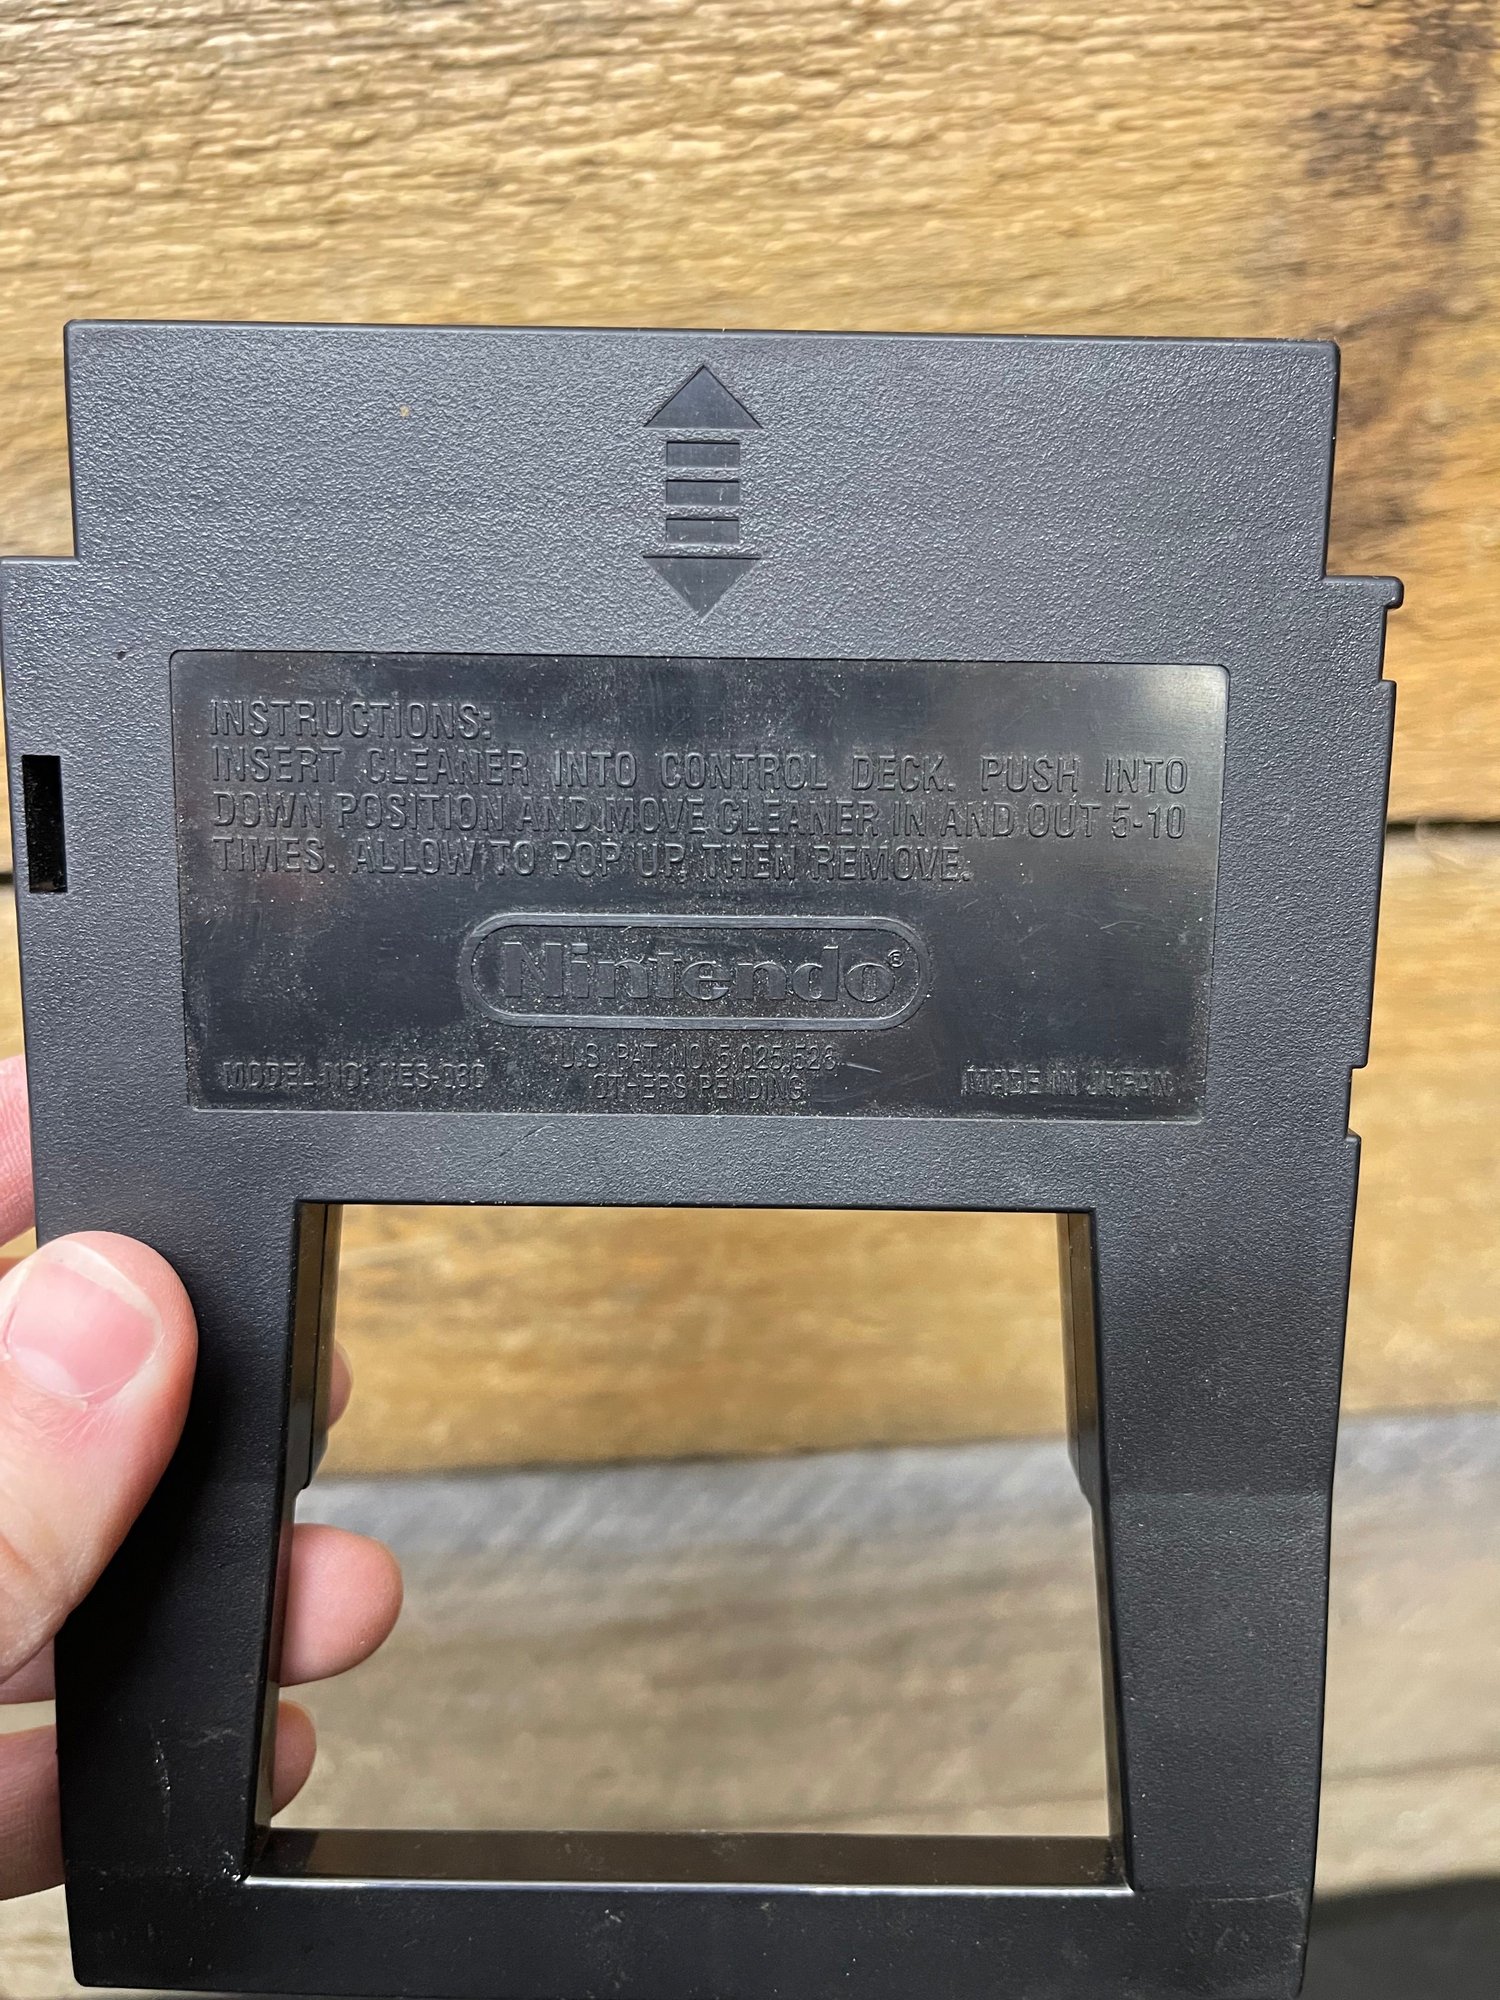 INSTRUCTIONS:
INSERT CLEANER INTO CONTROL DECK. PUSH INTO
DOWN POSITION AND MOVE CLEANER IN AND OUT 5-10
TIMES. ALLOW TO POP UP, THEN REMOVE.
Nintendo®
U.S. PAT. NO. 5,025,526
MODEL NO: NES-030
OTHERS PENDING
MADE IN JAPAN